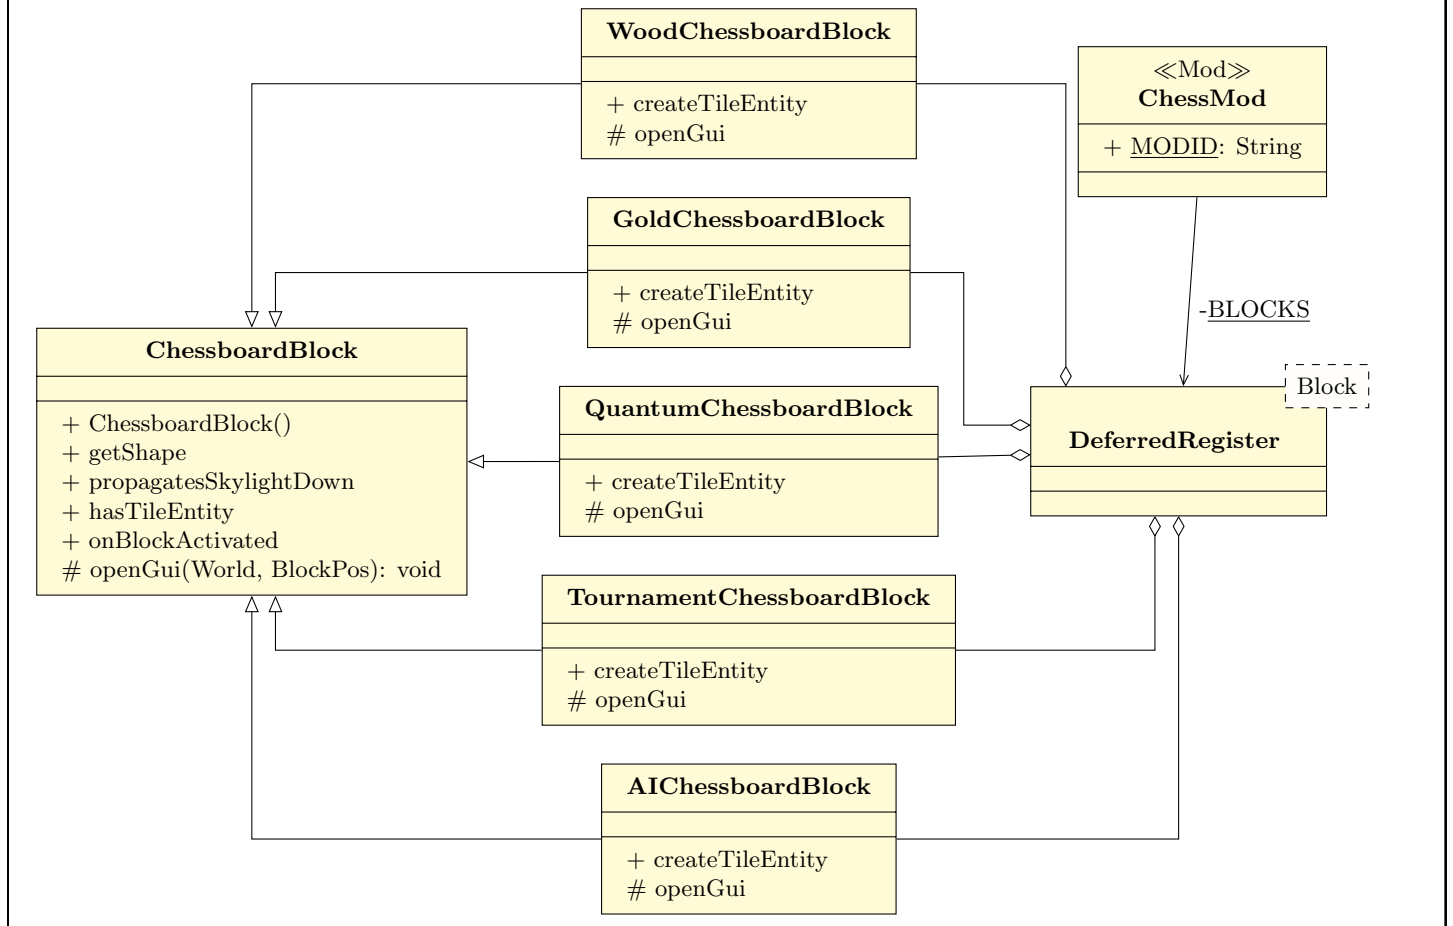 WoodChessboardBlock
+ createTileEntity
# openGui
≪Mod≫
ChessMod
+ MODID: String
GoldChessboardBlock
+ createTileEntity
# openGui
-BLOCKS
ChessboardBlock
+ ChessboardBlock()
+ getShape
+ propagatesSkylightDown
+ hasTileEntity
+ onBlockActivated
# openGui(World, BlockPos): void
QuantumChessboardBlock
+ createTileEntity
# openGui
Block
DeferredRegister
TournamentChessboardBlock
+ createTileEntity
# openGui
AIChessboardBlock
+ createTileEntity
# openGui